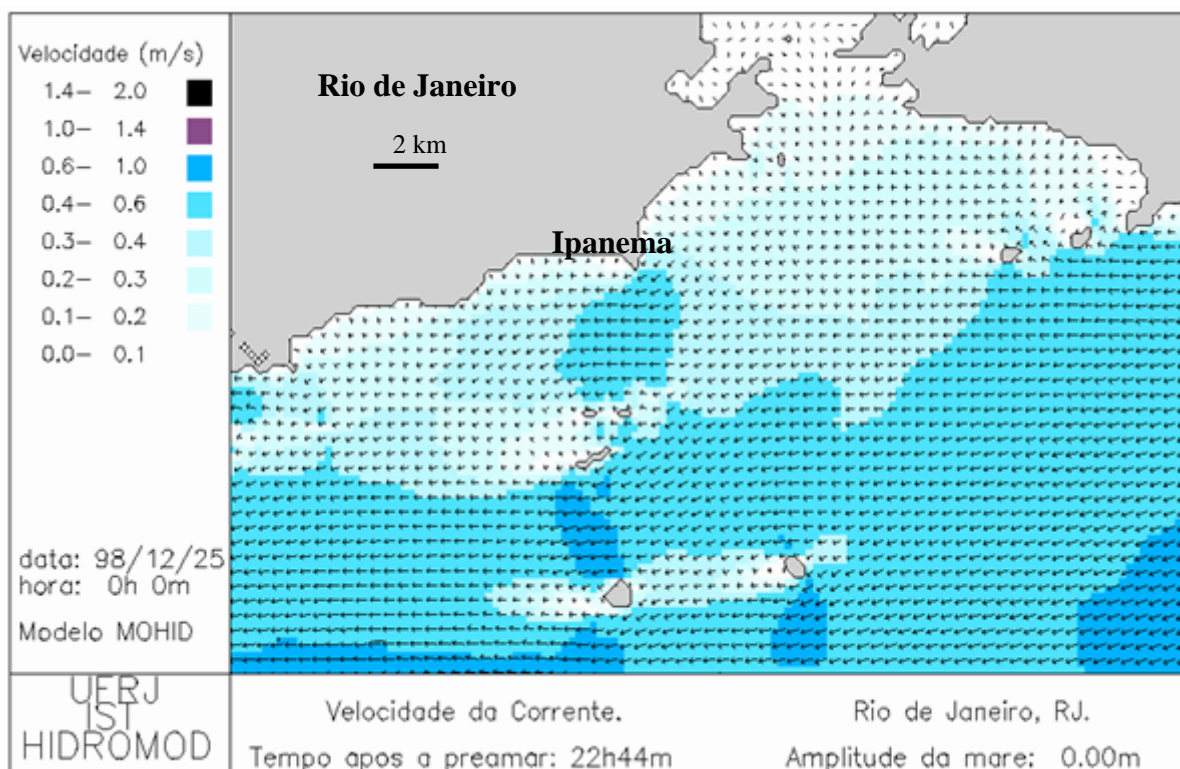 Velocidade (m/s)
1.4– 2.0
1.0– 1.4
0.6– 1.0
0.4– 0.6
0.3– 0.4
0.2– 0.3
0.1– 0.2
0.0– 0.1
Rio de Janeiro
2 km
Ipanema
data: 98/12/25
hora: 0h 0m
Modelo MOHID
UERJ
IST
HIDROMOD
Velocidade da Corrente.
Rio de Janeiro, RJ.
Tempo apos a preamar: 22h44m
Amplitude da mare: 0.00m